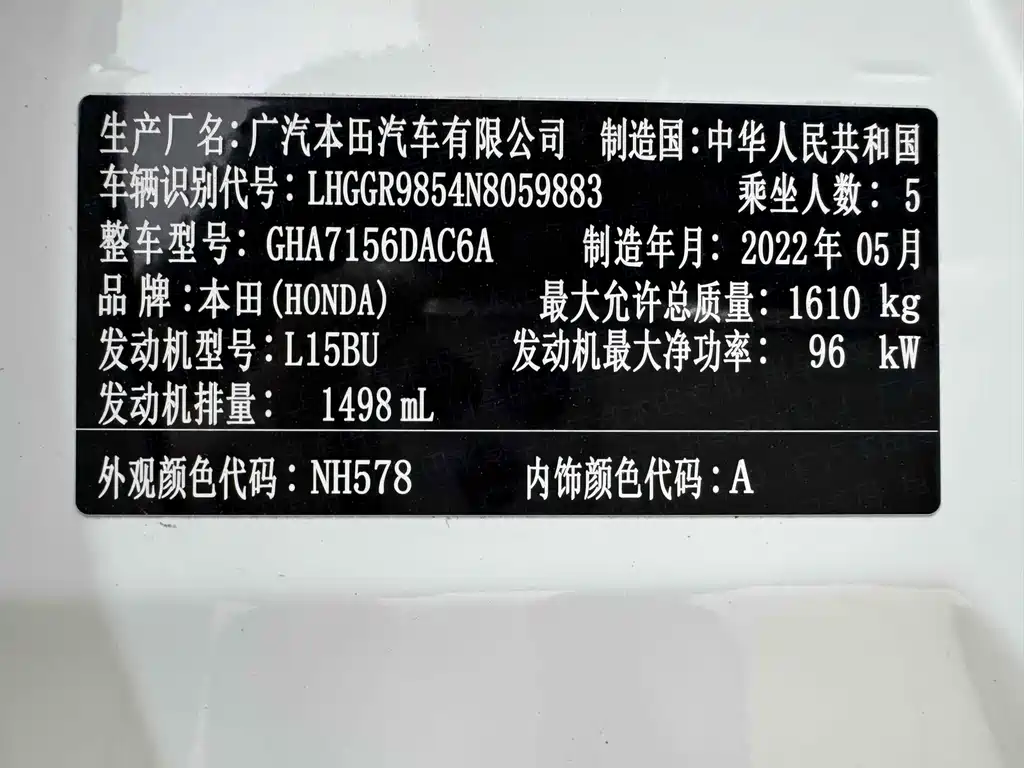 生产厂名：广汽本田汽车有限公司 制造国：中华人民共和国
车辆识别代号：LHGGR9854N8059883 乘坐人数：5
整车型号：GHA7156DAC6A 制造年月：2022年 05月
品 牌：本田(HONDA) 最大允许总质量：1610 kg
发动机型号：L15BU 发动机最大净功率：96 kW
发动机排量：1498 mL
外观颜色代码：NH578 内饰颜色代码：A